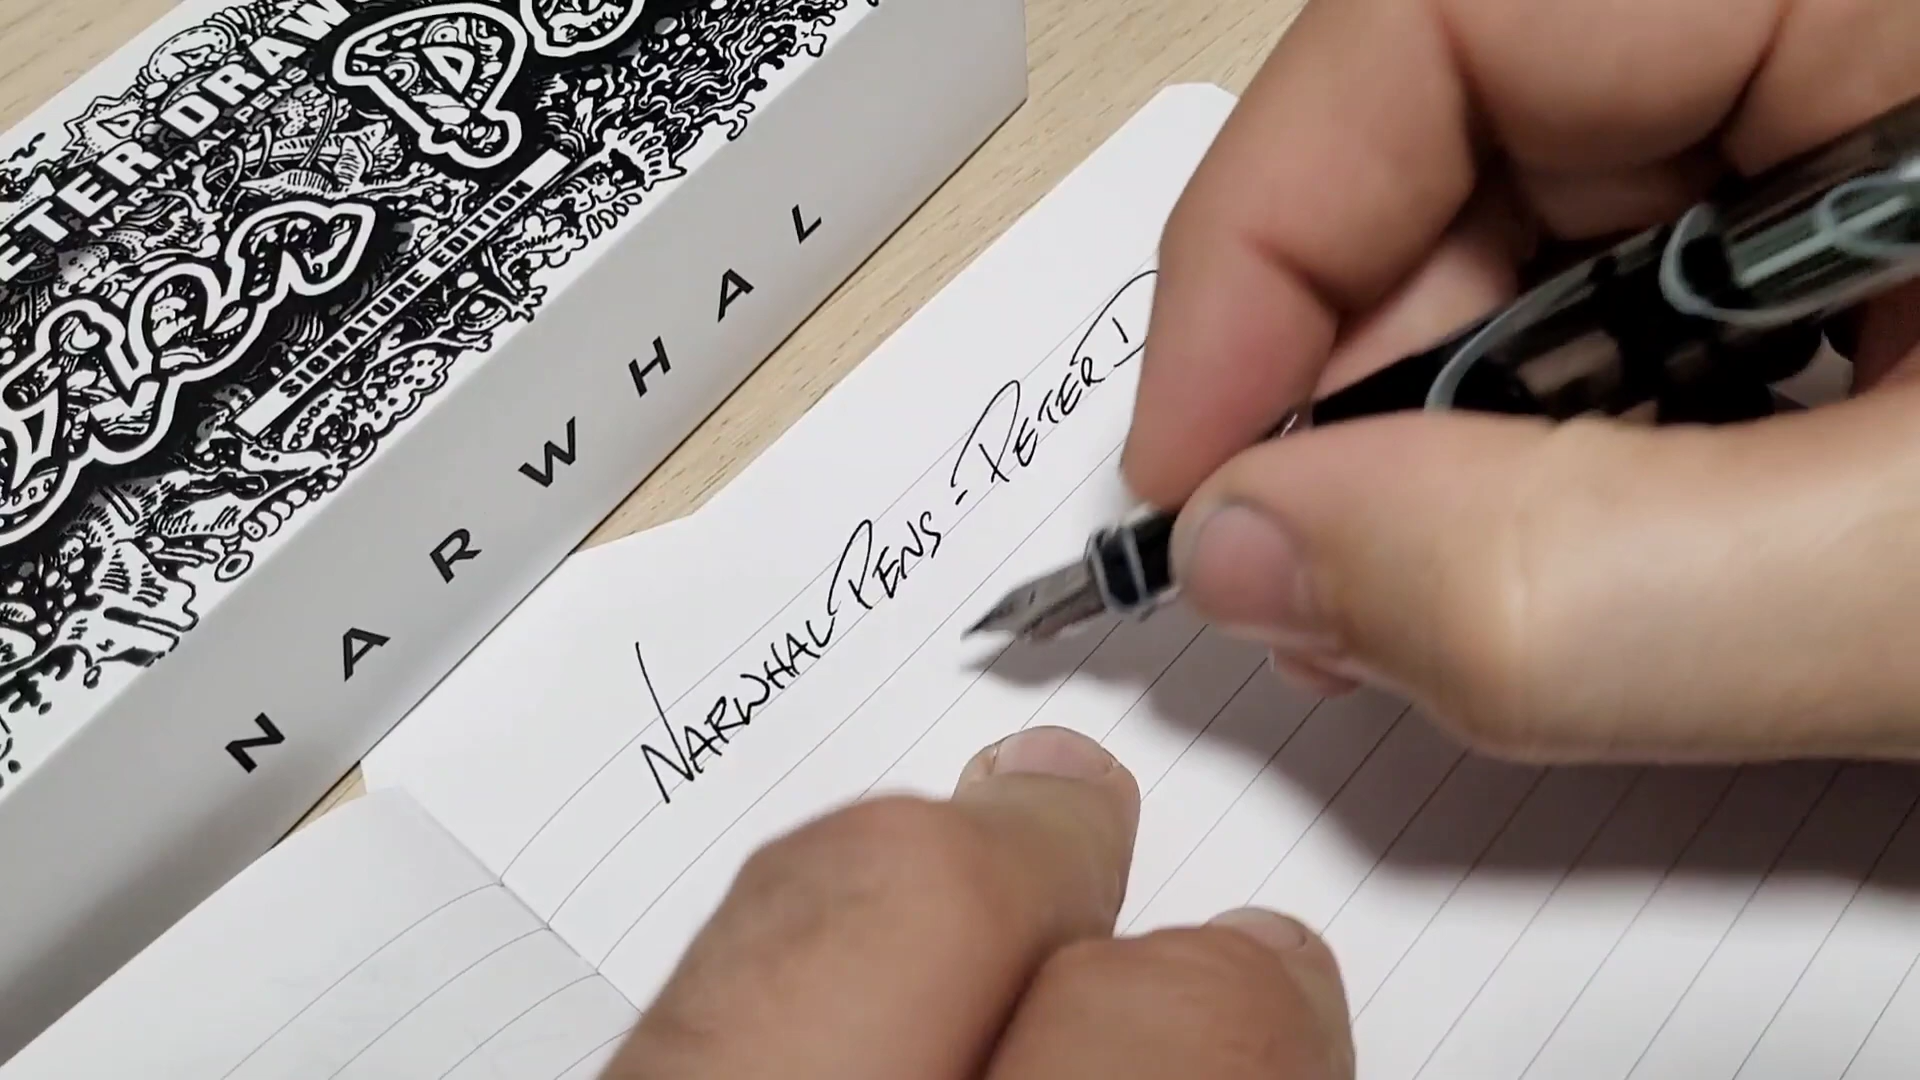 PETER DRAW
NARWHAL PENS
SIGNATURE EDITION
NARWHAL
NARWHAL PENS - PETER D